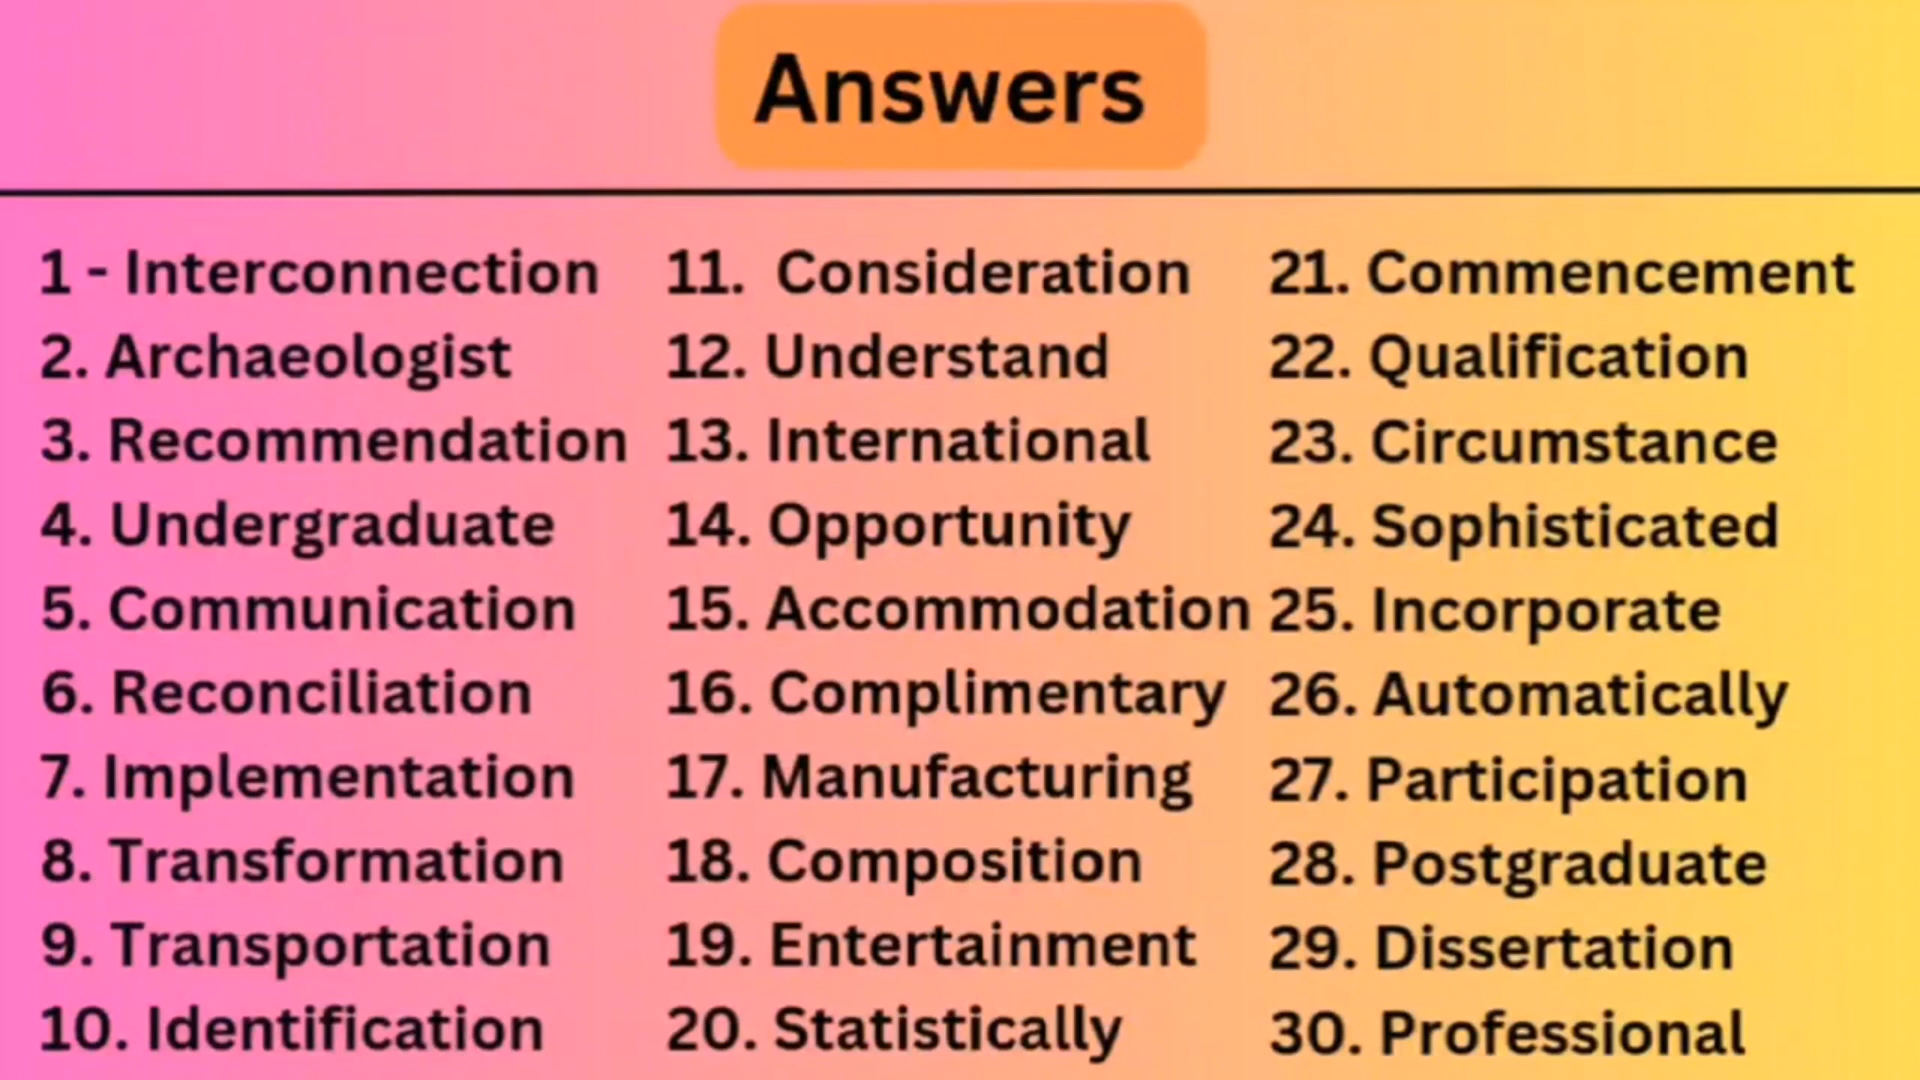 Answers
1 - Interconnection
2. Archaeologist
3. Recommendation
4. Undergraduate
5. Communication
6. Reconciliation
7. Implementation
8. Transformation
9. Transportation
10. Identification
11. Consideration
12. Understand
13. International
14. Opportunity
15. Accommodation
16. Complimentary
17. Manufacturing
18. Composition
19. Entertainment
20. Statistically
21. Commencement
22. Qualification
23. Circumstance
24. Sophisticated
25. Incorporate
26. Automatically
27. Participation
28. Postgraduate
29. Dissertation
30. Professional